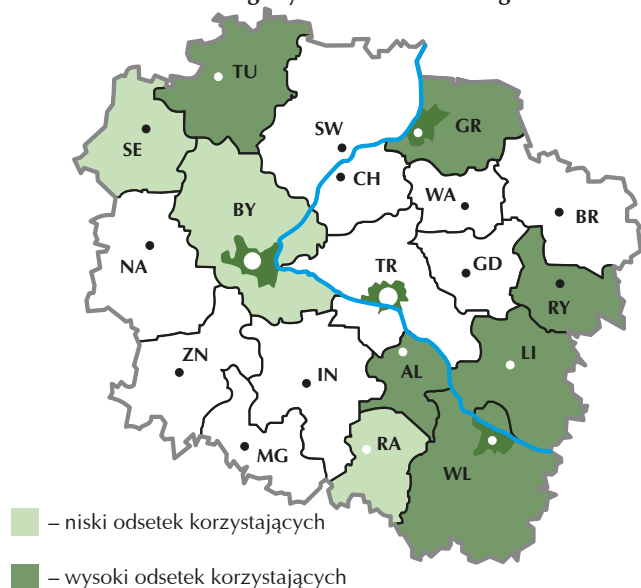 TU
SE
SW
GR
CH
WA
BY
BR
NA
TR
GD
RY
ZN
IN
AL
LI
MG
RA
WL
– niski odsetek korzystających
– wysoki odsetek korzystających